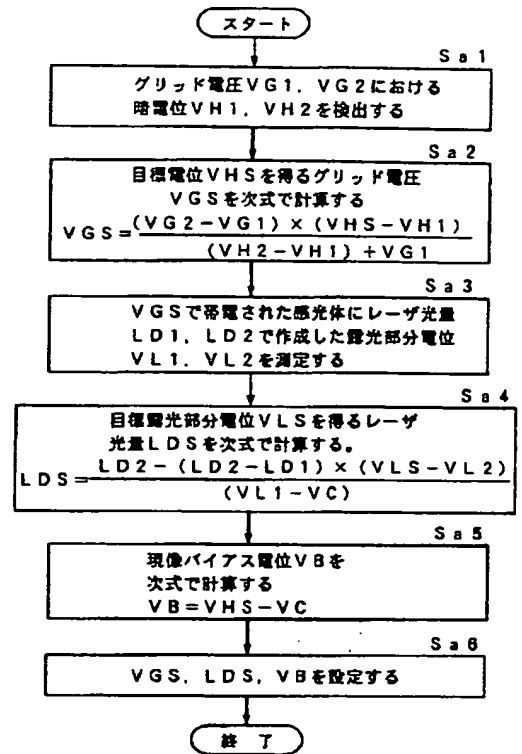 スタート
Sa1
グリッド電圧VG1，VG2における
暗電位VH1，VH2を検出する
Sa2
目標電位VHSを得るグリッド電圧
VGSを次式で計算する
VGS=(VG2-VG1)×(VHS-VH1)
(VH2-VH1)+VG1
Sa3
VGSで帯電された感光体にレーザ光量
LD1，LD2で作成した露光部分電位
VL1，VL2を測定する
Sa4
目標露光部分電位VLSを得るレーザ
光量LDSを次式で計算する。
LDS=LD2-(LD2-LD1)×(VLS-VL2)
(VL1-VC)
Sa5
現像バイアス電位VBを
次式で計算する
VB=VHS-VC
Sa6
VGS，LDS，VBを設定する
終了